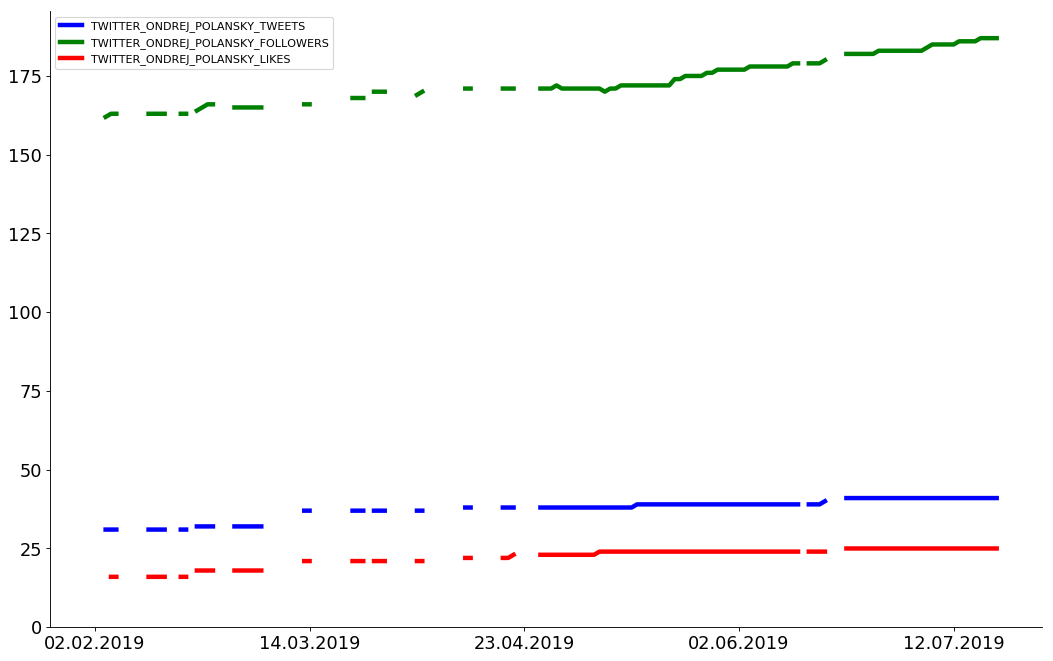 TWITTER_ONDREJ_POLANSKY_TWEETS
TWITTER_ONDREJ_POLANSKY_FOLLOWERS
TWITTER_ONDREJ_POLANSKY_LIKES
175
150
125
100
75
50
25
0
02.02.2019 14.03.2019 23.04.2019 02.06.2019 12.07.2019